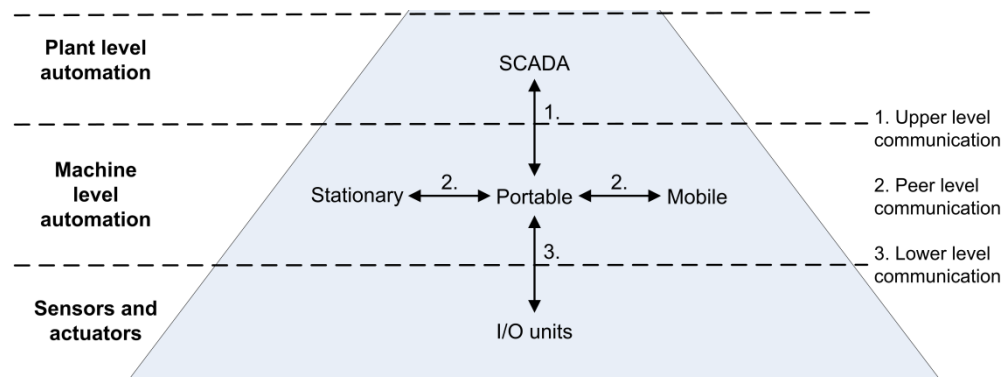 Plant level
automation
SCADA
1.
1. Upper level
communication
Machine
level
automation
Stationary
2.
Portable
2.
Mobile
2. Peer level
communication
3.
3. Lower level
communication
Sensors and
actuators
I/O units